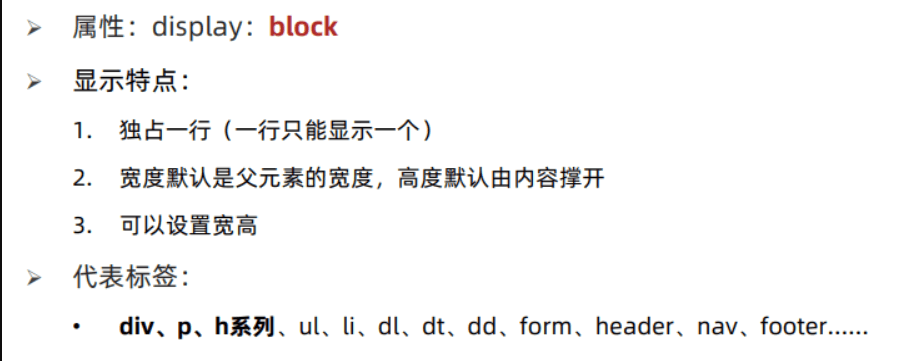 ➢ 属性：display：block
➢ 显示特点：
1. 独占一行（一行只能显示一个）
2. 宽度默认是父元素的宽度，高度默认由内容撑开
3. 可以设置宽高
➢ 代表标签：
• div、p、h系列、ul、li、dl、dt、dd、form、header、nav、footer……